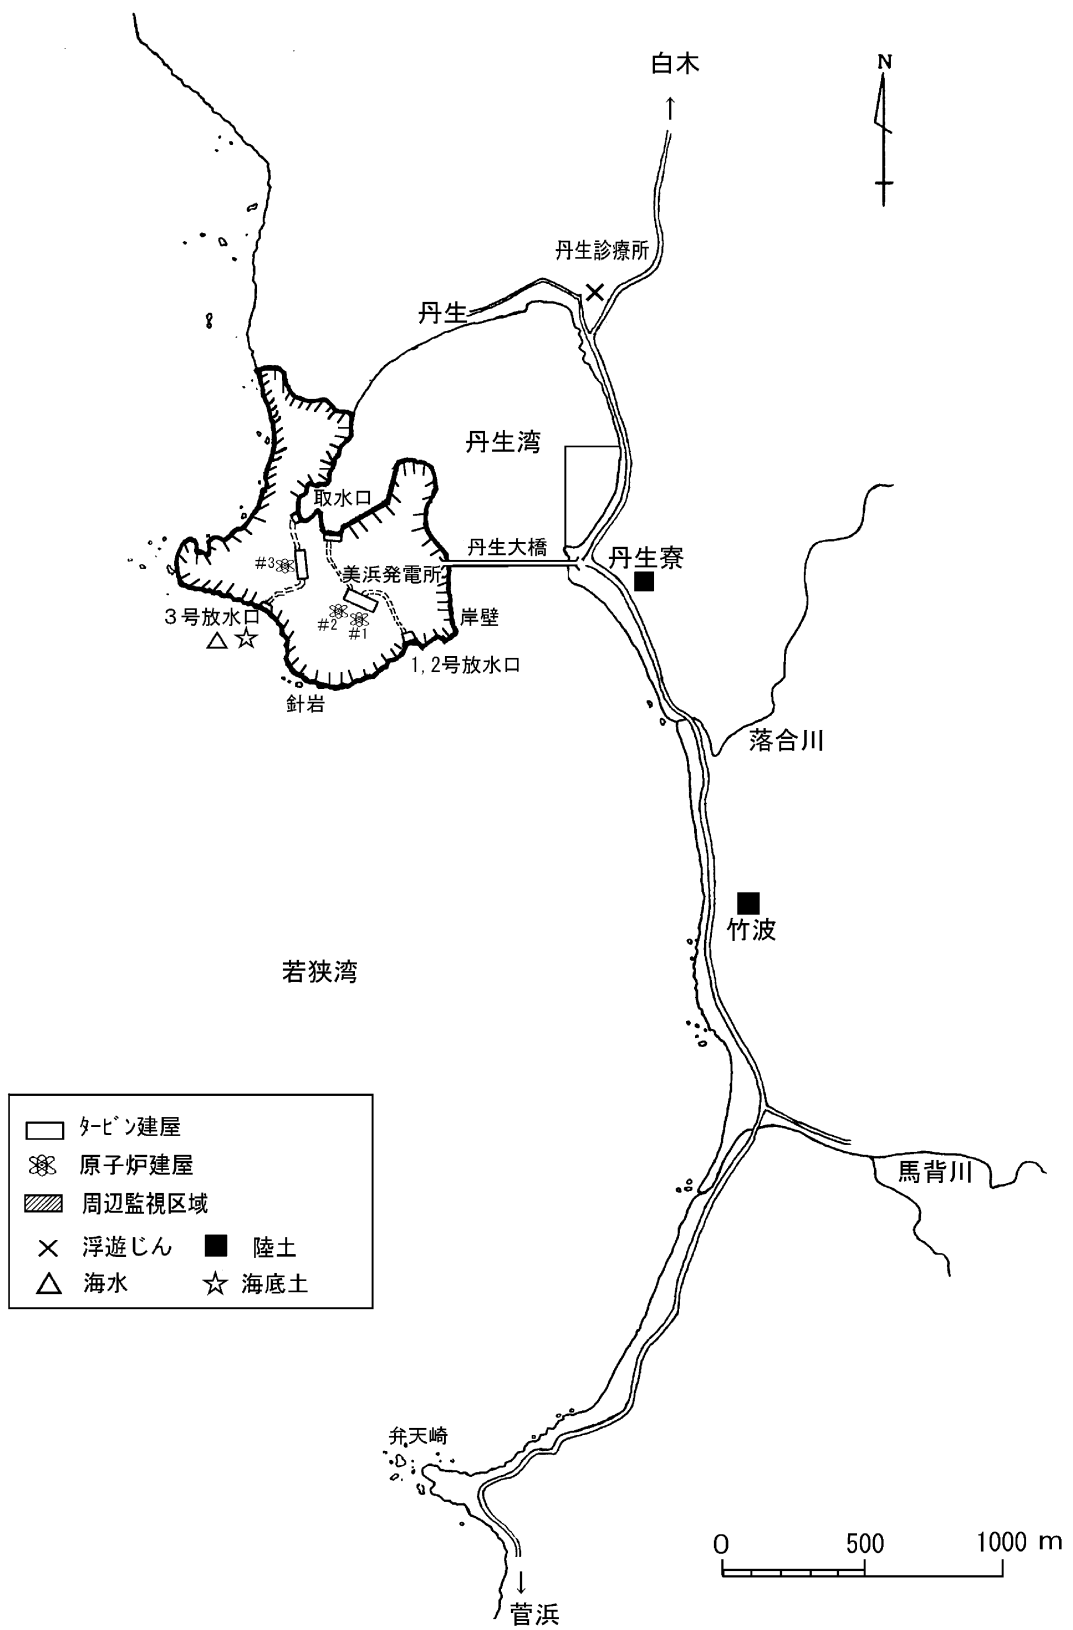 白木
↑
N
丹生診療所
丹生
丹生湾
取水口
丹生大橋
丹生寮
#3
美浜発電所
3号放水口
#2
#1
岸壁
1,2号放水口
針岩
落合川
竹波
若狭湾
ﾀｰﾋﾞﾝ建屋
原子炉建屋
周辺監視区域
浮遊じん
陸土
海水
海底土
馬背川
弁天崎
0 500 1000 m
↓
菅浜